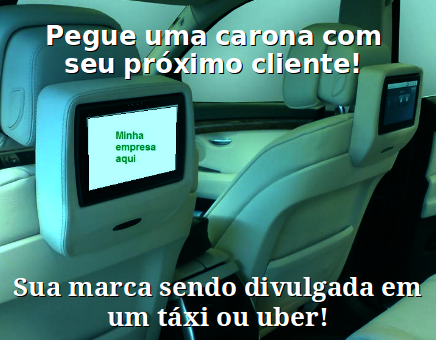 Pegue uma carona com
seu próximo cliente!
Minha
empresa
aqui
Sua marca sendo divulgada em
um táxi ou uber!